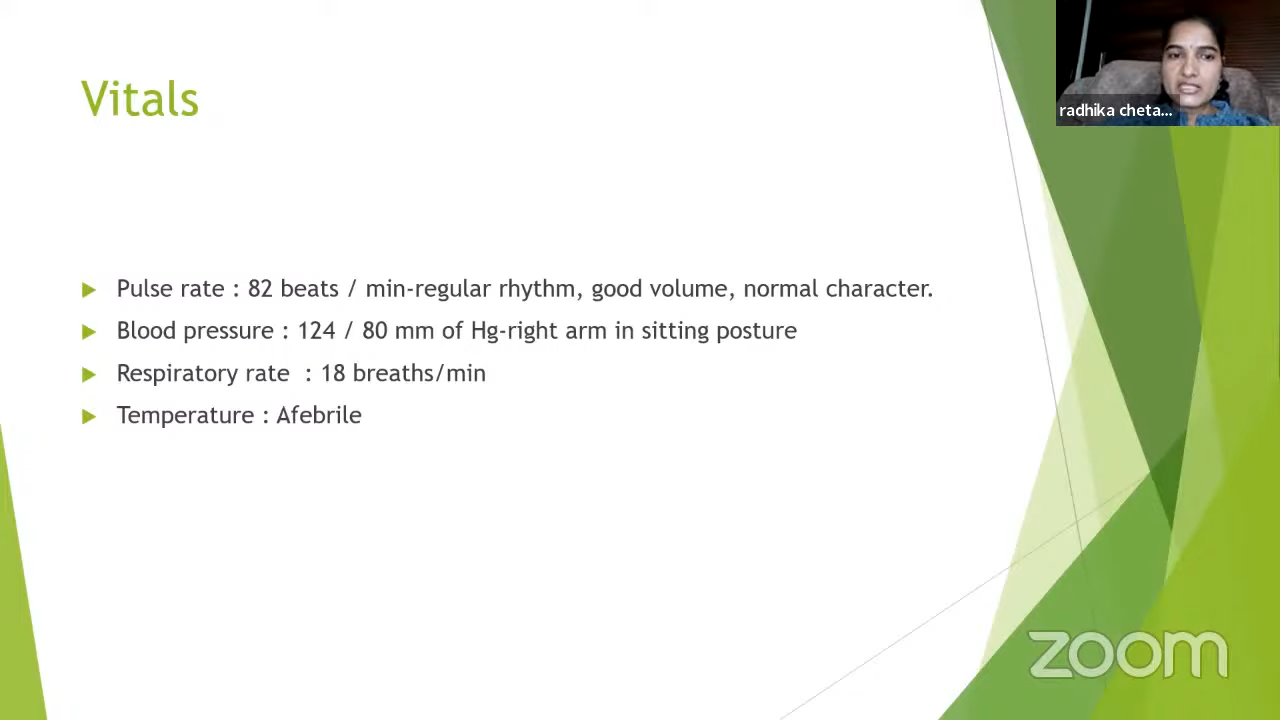 Vitals
radhika cheta...
Pulse rate : 82 beats / min-regular rhythm, good volume, normal character.
Blood pressure : 124 / 80 mm of Hg-right arm in sitting posture
Respiratory rate  : 18 breaths/min
Temperature : Afebrile
zoom